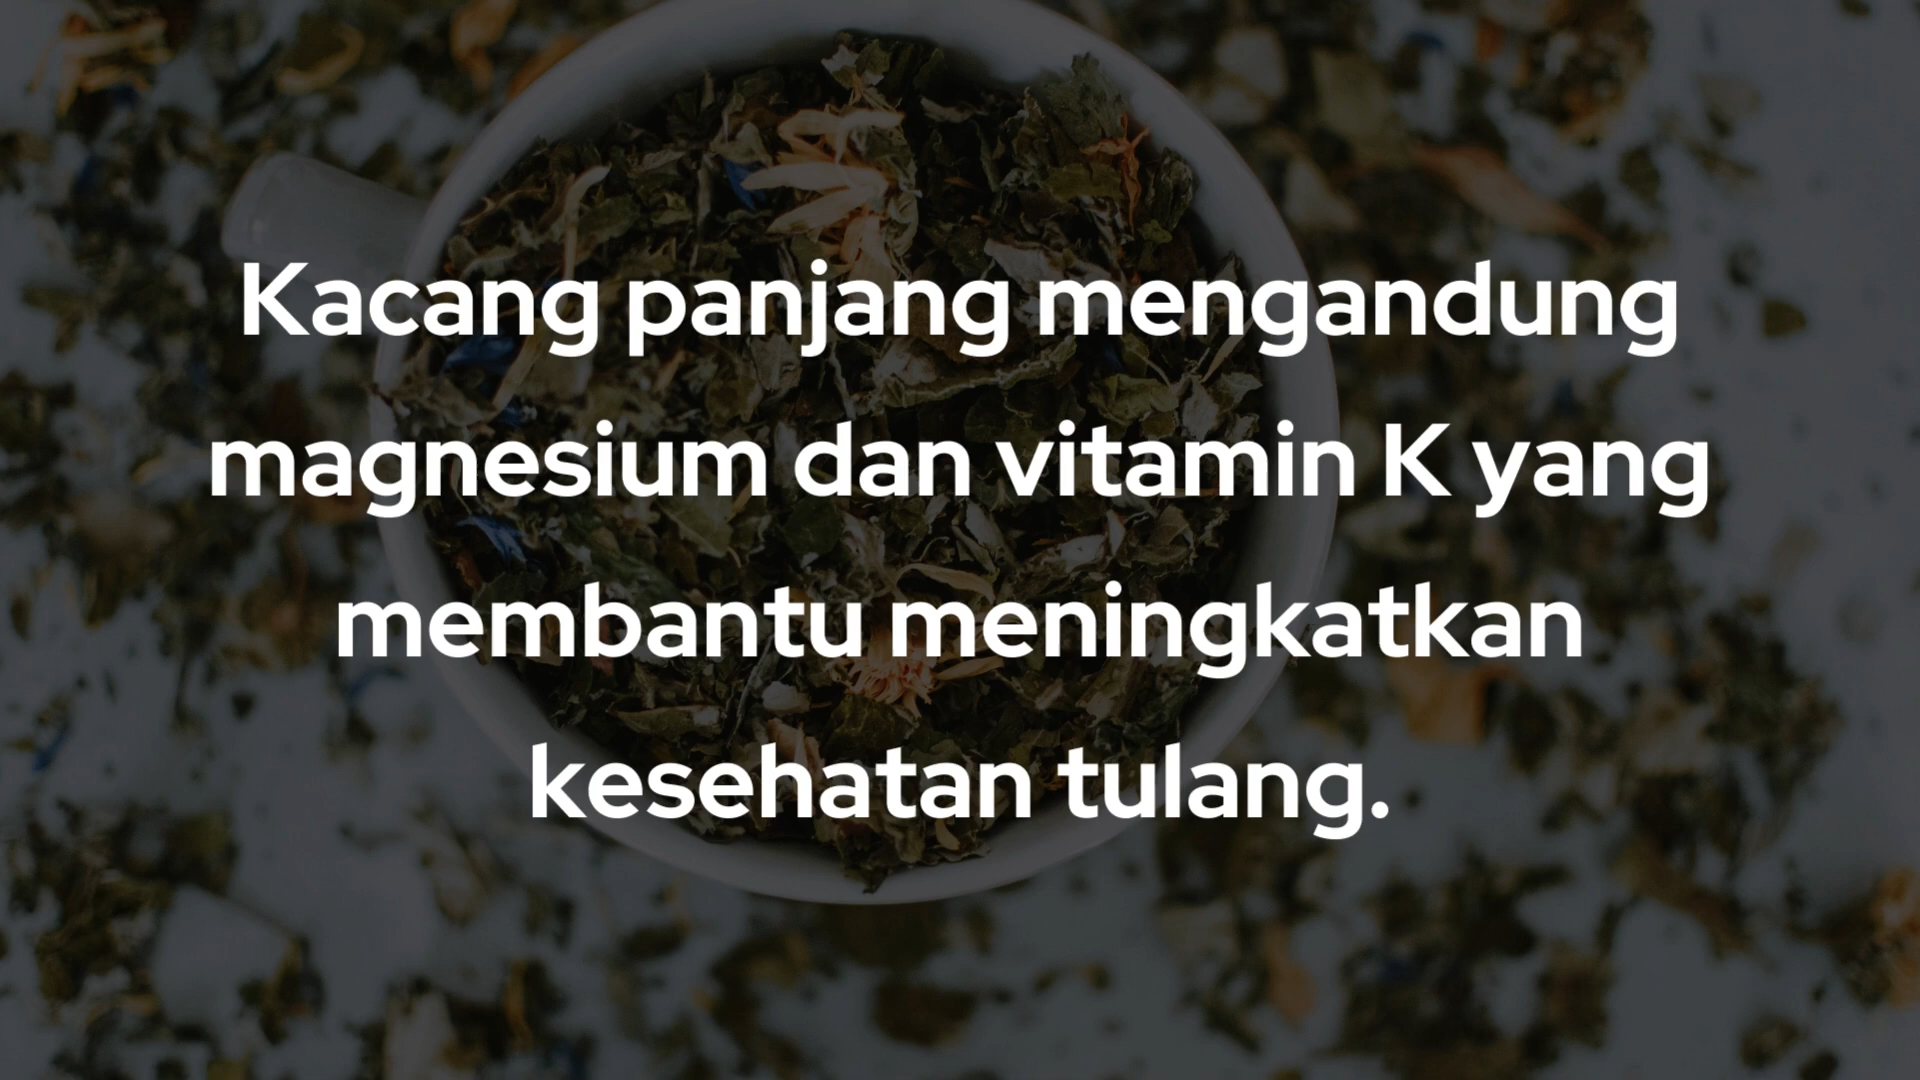 Kacang panjang mengandung
magnesium dan vitamin K yang
membantu meningkatkan
kesehatan tulang.